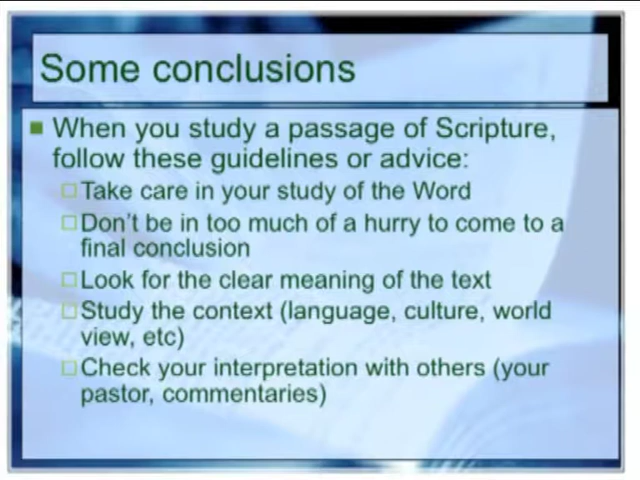 Some conclusions
When you study a passage of Scripture,
follow these guidelines or advice:
Take care in your study of the Word
Don't be in too much of a hurry to come to a
final conclusion
Look for the clear meaning of the text
Study the context (language, culture, world
view, etc)
Check your interpretation with others (your
pastor, commentaries)